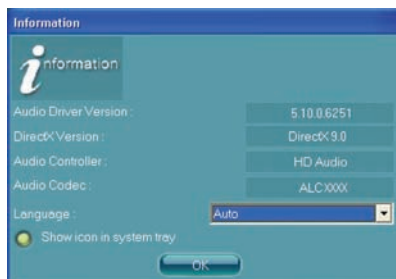 Information
information
Audio Driver Version : 5.10.0.6251
DirectX Version : DirectX 9.0
Audio Controller : HD Audio
Audio Codec : ALCXXXX
Language : Auto
Show icon in system tray
OK